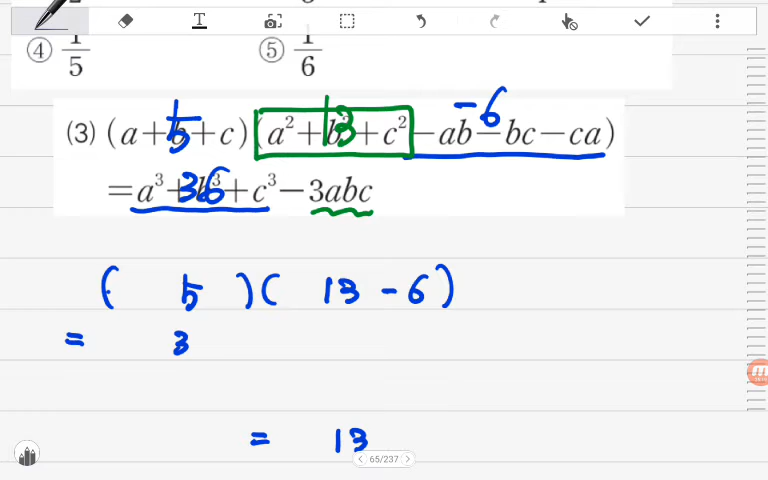 ④ 1/5 ⑤ 1/6
5 13 -6
(3) (a+b+c)(a²+b²+c²-ab-bc-ca)
36
=a³+b³+c³-3abc
( 5 )( 13 - 6 )
= 3
= 13
65/237